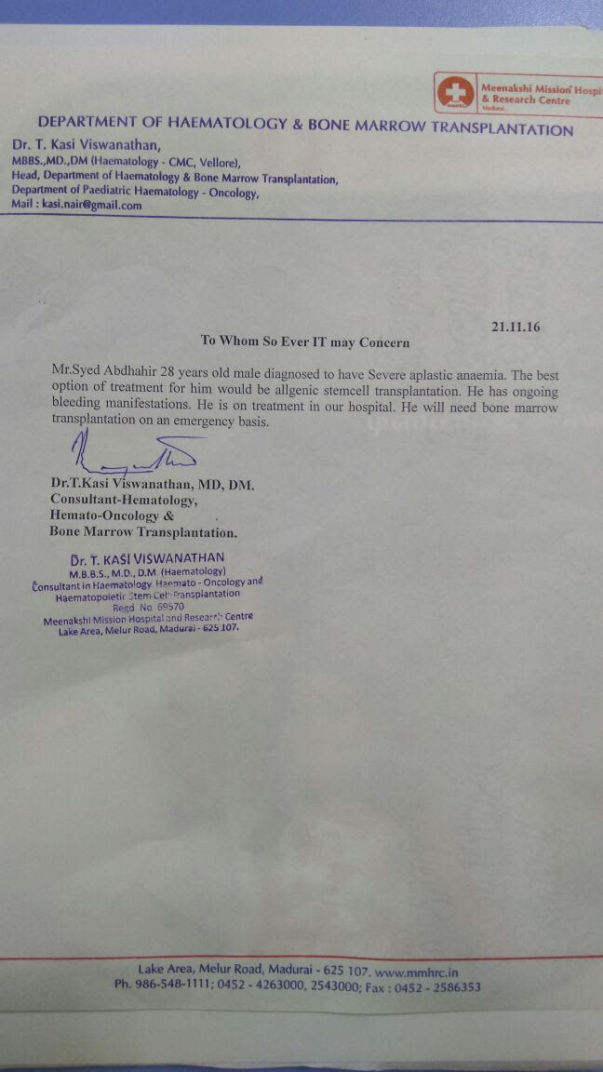 Meenakshi Mission Hospi
& Research Centre
DEPARTMENT OF HAEMATOLOGY & BONE MARROW TRANSPLANTATION
Dr. T. Kasi Viswanathan,
MBBS.,MD.,DM (Haematology - CMC, Vellore),
Head, Department of Haematology & Bone Marrow Transplantation,
Department of Paediatric Haematology - Oncology,
Mail : kasi.nair@gmail.com
21.11.16
To Whom So Ever IT may Concern
Mr.Syed Abdhahir 28 years old male diagnosed to have Severe aplastic anaemia. The best
option of treatment for him would be allgenic stemcell transplantation. He has ongoing
bleeding manifestations. He is on treatment in our hospital. He will need bone marrow
transplantation on an emergency basis.
Dr.T.Kasi Viswanathan, MD, DM.
Consultant-Hematology,
Hemato-Oncology &
Bone Marrow Transplantation.
Dr. T. KASI VISWANATHAN
M.B.B.S., M.D., D.M. (Haematology)
Consultant in Haematology Haemato - Oncology and
Haematopoietic Stem Cell Transplantation
Regd. No 69570
Meenakshi Mission Hospital and Research Centre
Lake Area, Melur Road, Madurai - 625 107.
Lake Area, Melur Road, Madurai - 625 107. www.mmhrc.in
Ph. 986-548-1111; 0452 - 4263000, 2543000; Fax : 0452 - 2586353